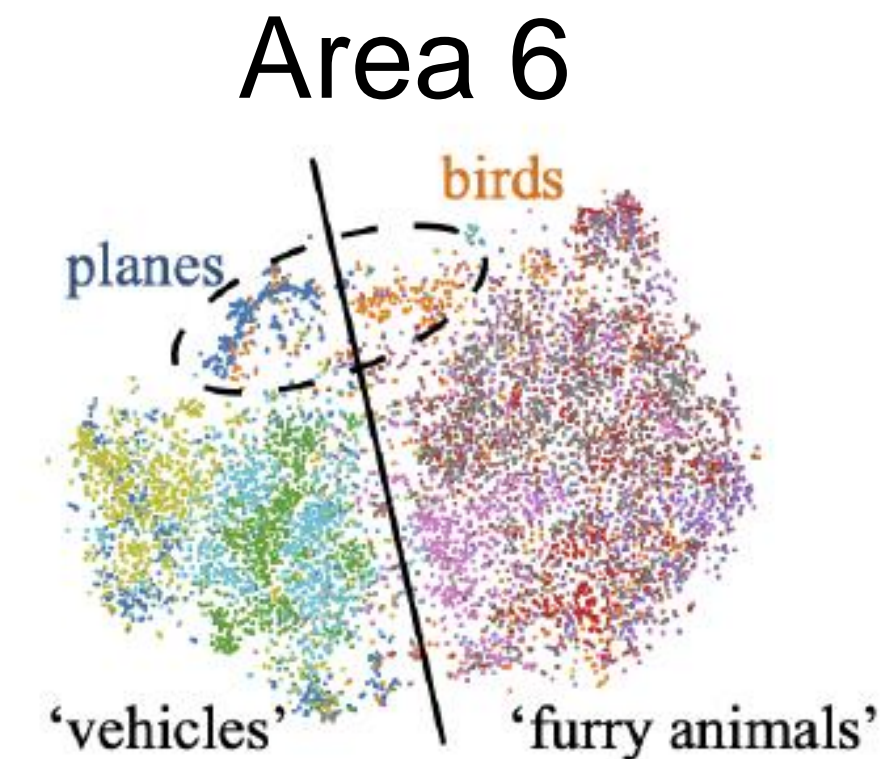 Area 6
birds
planes
‘vehicles’
‘furry animals’